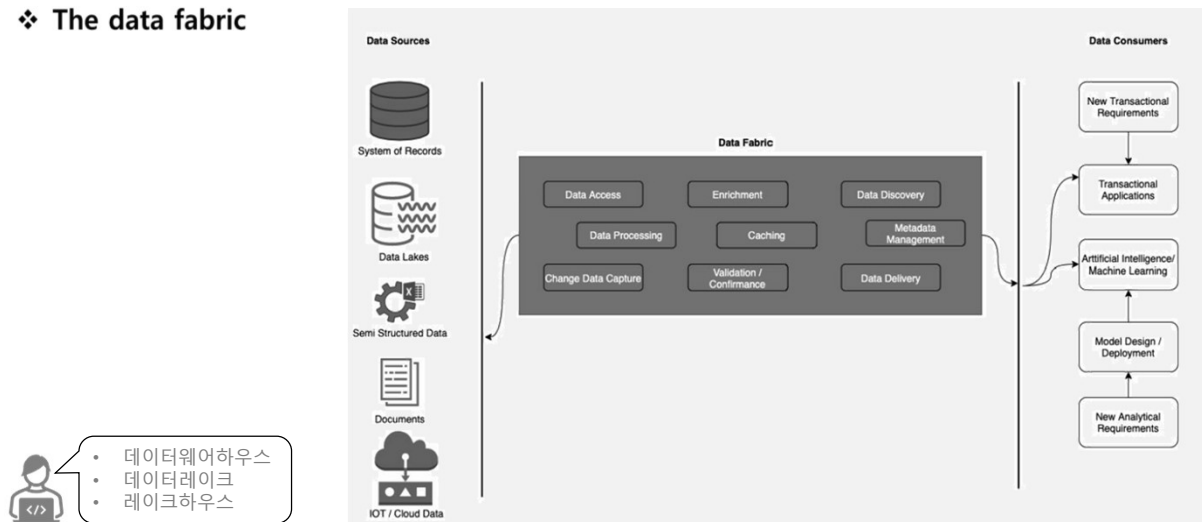 ❖ The data fabric
Data Sources
System of Records
Data Lakes
Semi Structured Data
Documents
IOT / Cloud Data
Data Fabric
Data Access
Enrichment
Data Discovery
Data Processing
Caching
Metadata
Management
Change Data Capture
Validation /
Confirmance
Data Delivery
Data Consumers
New Transactional
Requirements
Transactional
Applications
Arttificial Intelligence/
Machine Learning
Model Design /
Deployment
New Analytical
Requirements
• 데이터웨어하우스
• 데이터레이크
• 레이크하우스